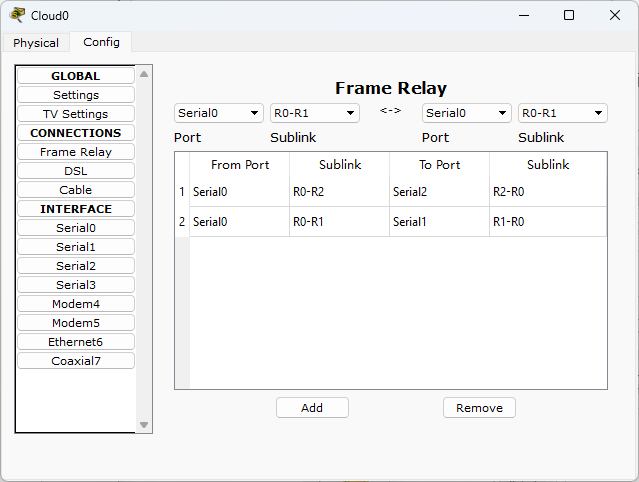 Cloud0
Physical Config
GLOBAL
Settings
TV Settings
CONNECTIONS
Frame Relay
DSL
Cable
INTERFACE
Serial0
Serial1
Serial2
Serial3
Modem4
Modem5
Ethernet6
Coaxial7
Frame Relay
Serial0 R0-R1 <-> Serial0 R0-R1
Port Sublink Port Sublink
From Port Sublink To Port Sublink
1 Serial0 R0-R2 Serial2 R2-R0
2 Serial0 R0-R1 Serial1 R1-R0
Add Remove